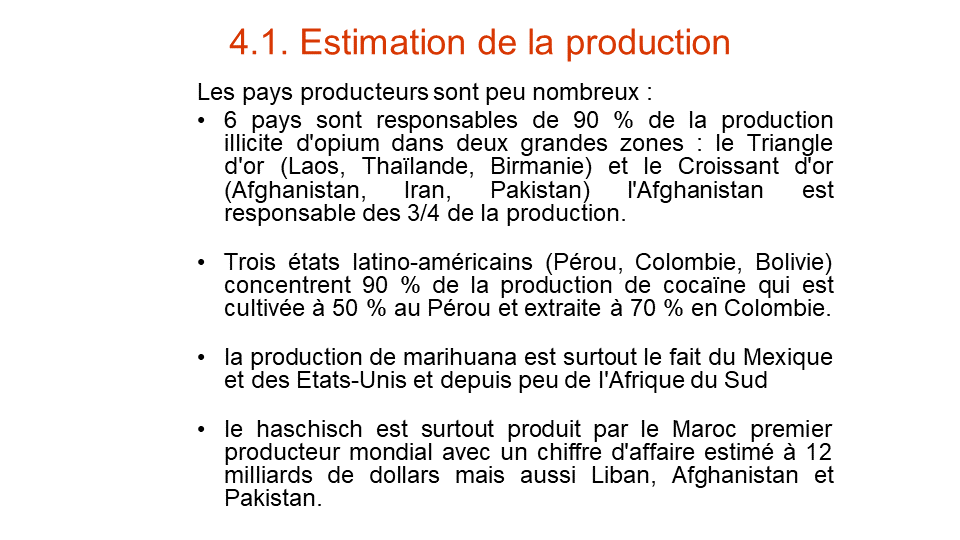 4.1. Estimation de la production
Les pays producteurs sont peu nombreux :
• 6 pays sont responsables de 90 % de la production
illicite d'opium dans deux grandes zones : le Triangle
d'or (Laos, Thaïlande, Birmanie) et le Croissant d'or
(Afghanistan, Iran, Pakistan) l'Afghanistan est
responsable des 3/4 de la production.
• Trois états latino-américains (Pérou, Colombie, Bolivie)
concentrent 90 % de la production de cocaïne qui est
cultivée à 50 % au Pérou et extraite à 70 % en Colombie.
• la production de marihuana est surtout le fait du Mexique
et des Etats-Unis et depuis peu de l'Afrique du Sud
• le haschisch est surtout produit par le Maroc premier
producteur mondial avec un chiffre d'affaire estimé à 12
milliards de dollars mais aussi Liban, Afghanistan et
Pakistan.